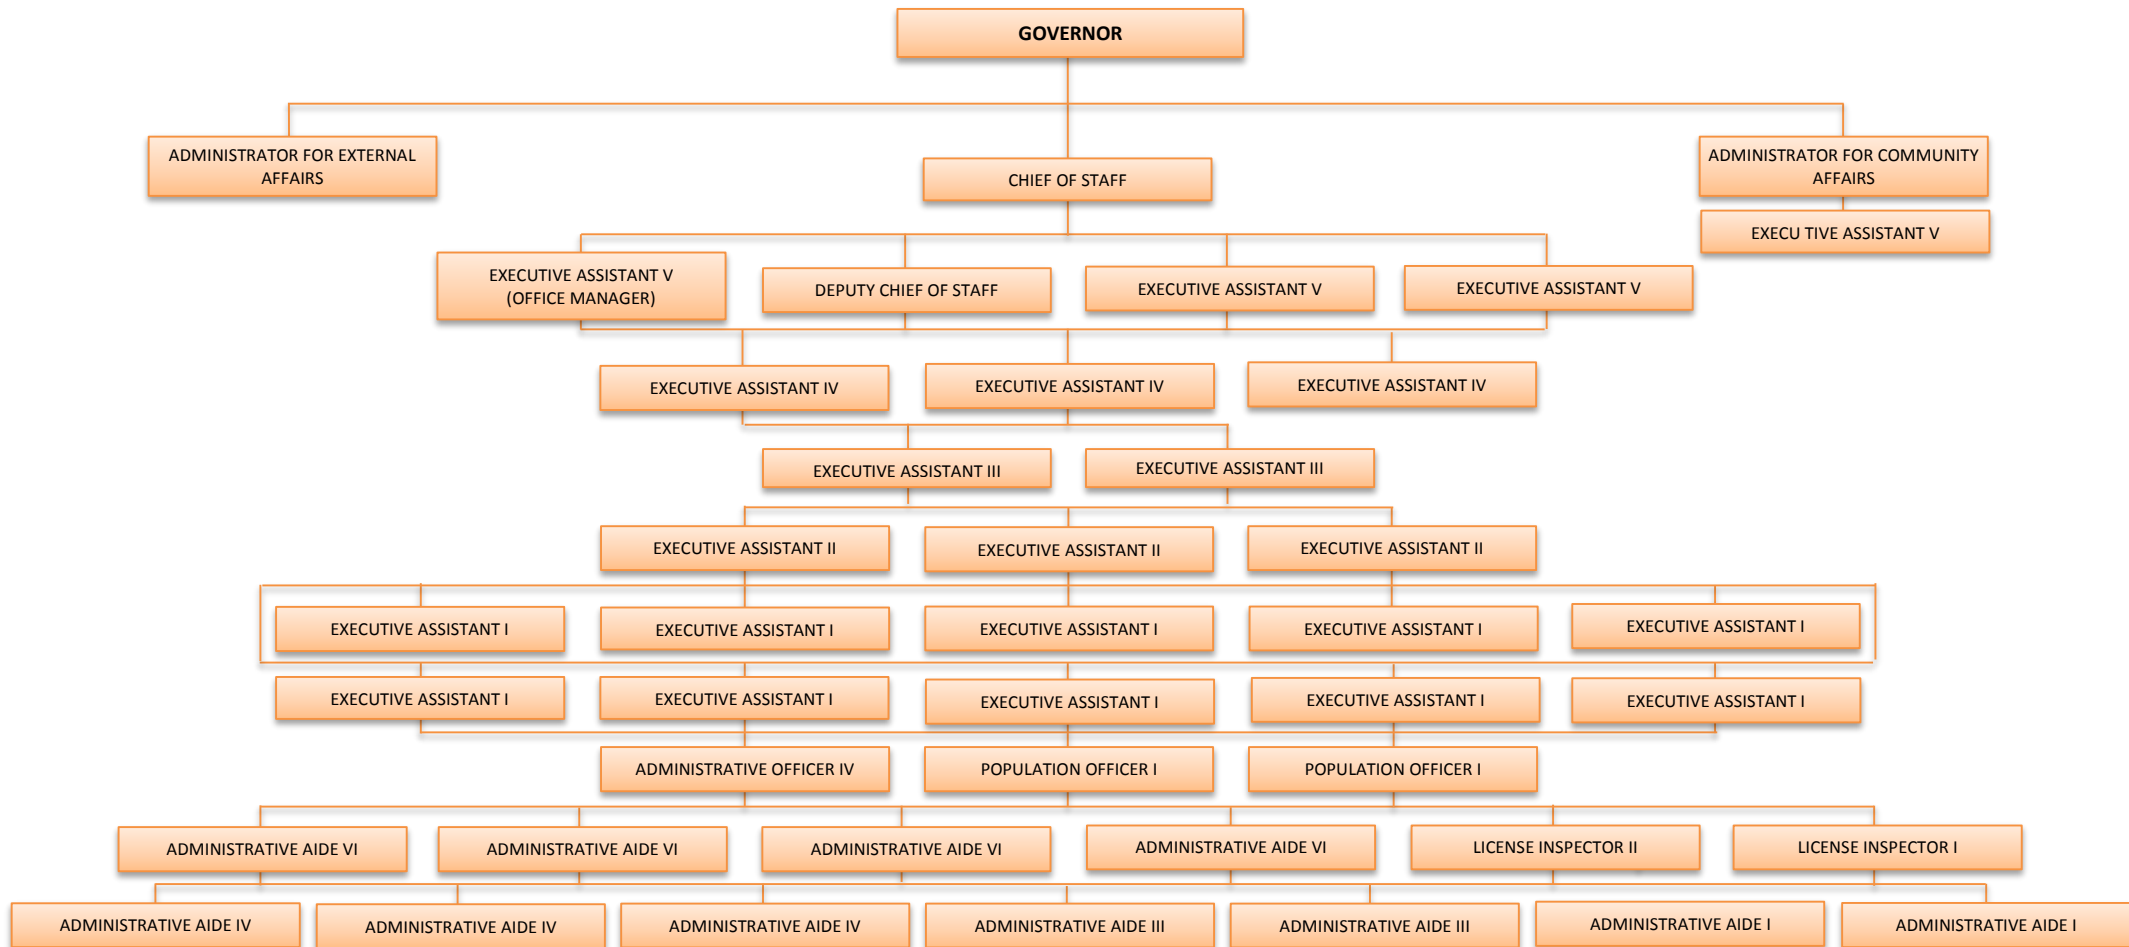 GOVERNOR
ADMINISTRATOR FOR EXTERNAL
AFFAIRS
CHIEF OF STAFF
ADMINISTRATOR FOR COMMUNITY
AFFAIRS
EXECU TIVE ASSISTANT V
EXECUTIVE ASSISTANT V
(OFFICE MANAGER)
DEPUTY CHIEF OF STAFF
EXECUTIVE ASSISTANT V
EXECUTIVE ASSISTANT V
EXECUTIVE ASSISTANT IV
EXECUTIVE ASSISTANT IV
EXECUTIVE ASSISTANT IV
EXECUTIVE ASSISTANT III
EXECUTIVE ASSISTANT III
EXECUTIVE ASSISTANT II
EXECUTIVE ASSISTANT II
EXECUTIVE ASSISTANT II
EXECUTIVE ASSISTANT I
EXECUTIVE ASSISTANT I
EXECUTIVE ASSISTANT I
EXECUTIVE ASSISTANT I
EXECUTIVE ASSISTANT I
EXECUTIVE ASSISTANT I
EXECUTIVE ASSISTANT I
EXECUTIVE ASSISTANT I
EXECUTIVE ASSISTANT I
EXECUTIVE ASSISTANT I
ADMINISTRATIVE OFFICER IV
POPULATION OFFICER I
POPULATION OFFICER I
ADMINISTRATIVE AIDE VI
ADMINISTRATIVE AIDE VI
ADMINISTRATIVE AIDE VI
ADMINISTRATIVE AIDE VI
LICENSE INSPECTOR II
LICENSE INSPECTOR I
ADMINISTRATIVE AIDE IV
ADMINISTRATIVE AIDE IV
ADMINISTRATIVE AIDE IV
ADMINISTRATIVE AIDE III
ADMINISTRATIVE AIDE III
ADMINISTRATIVE AIDE I
ADMINISTRATIVE AIDE I